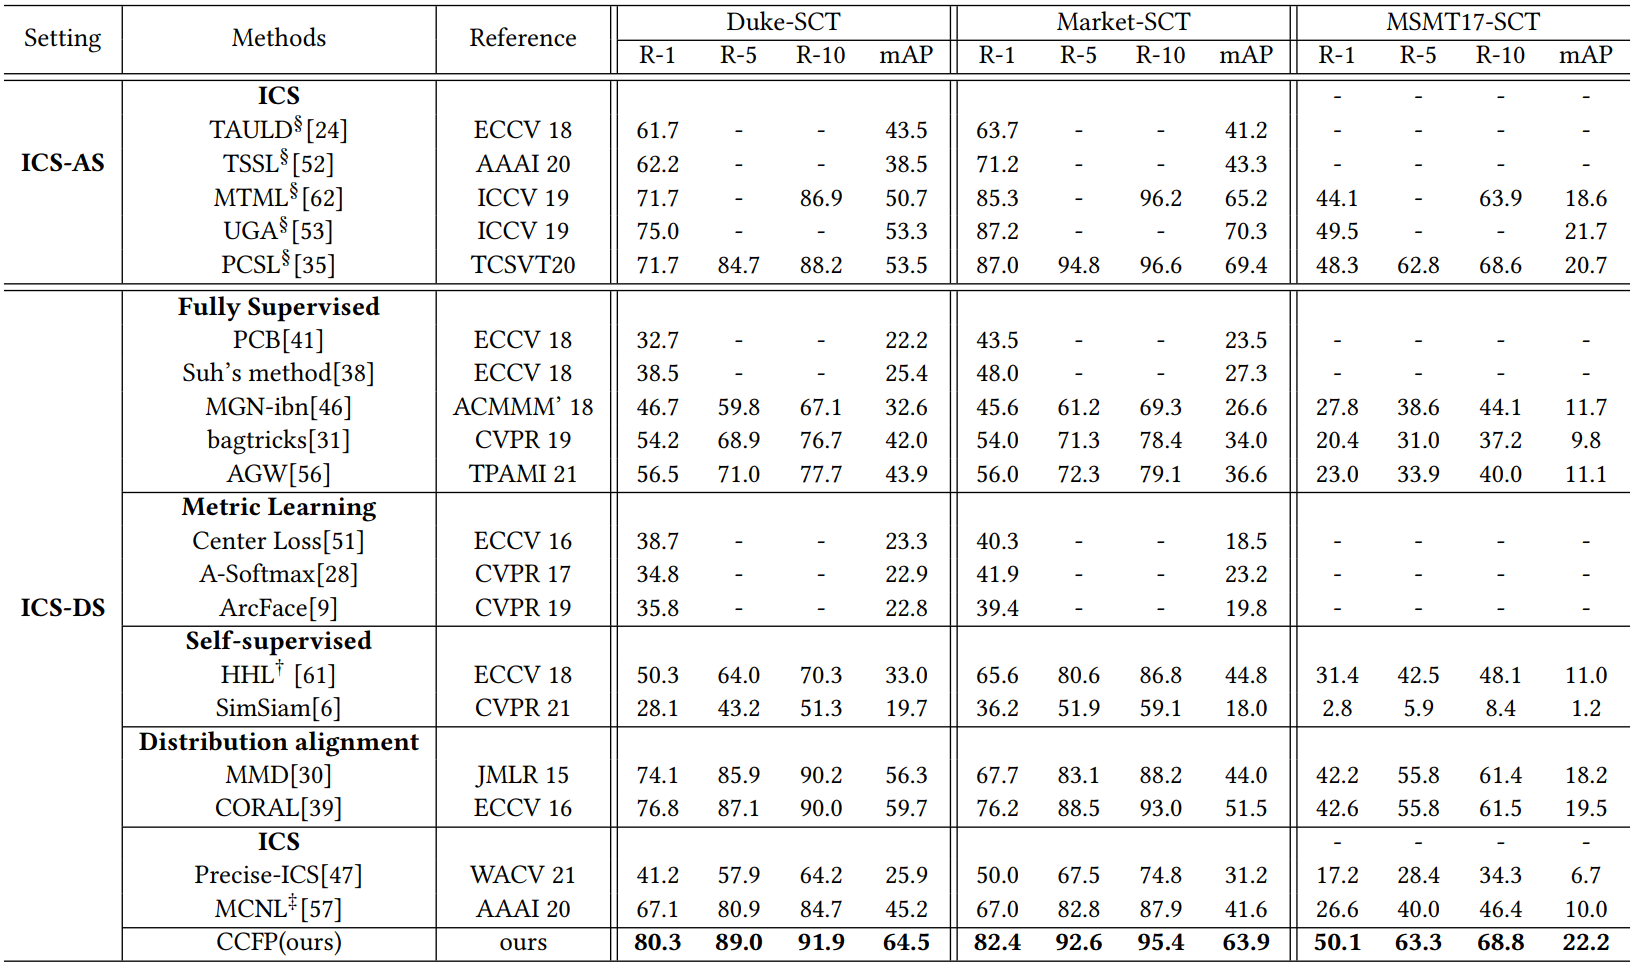 Setting Methods Reference Duke-SCT Market-SCT MSMT17-SCT
R-1 R-5 R-10 mAP R-1 R-5 R-10 mAP R-1 R-5 R-10 mAP
ICS - - - -
TAULD§[24] ECCV 18 61.7 - - 43.5 63.7 - - 41.2 - - - -
ICS-AS TSSL§[52] AAAI 20 62.2 - - 38.5 71.2 - - 43.3 - - - -
MTML§[62] ICCV 19 71.7 - 86.9 50.7 85.3 - 96.2 65.2 44.1 - 63.9 18.6
UGA§[53] ICCV 19 75.0 - - 53.3 87.2 - - 70.3 49.5 - - 21.7
PCSL§[35] TCSVT20 71.7 84.7 88.2 53.5 87.0 94.8 96.6 69.4 48.3 62.8 68.6 20.7
Fully Supervised
PCB[41] ECCV 18 32.7 - - 22.2 43.5 - - 23.5 - - - -
Suh's method[38] ECCV 18 38.5 - - 25.4 48.0 - - 27.3 - - - -
MGN-ibn[46] ACMMM' 18 46.7 59.8 67.1 32.6 45.6 61.2 69.3 26.6 27.8 38.6 44.1 11.7
bagtricks[31] CVPR 19 54.2 68.9 76.7 42.0 54.0 71.3 78.4 34.0 20.4 31.0 37.2 9.8
AGW[56] TPAMI 21 56.5 71.0 77.7 43.9 56.0 72.3 79.1 36.6 23.0 33.9 40.0 11.1
Metric Learning
Center Loss[51] ECCV 16 38.7 - - 23.3 40.3 - - 18.5 - - - -
A-Softmax[28] CVPR 17 34.8 - - 22.9 41.9 - - 23.2 - - - -
ICS-DS ArcFace[9] CVPR 19 35.8 - - 22.8 39.4 - - 19.8 - - - -
Self-supervised
HHL† [61] ECCV 18 50.3 64.0 70.3 33.0 65.6 80.6 86.8 44.8 31.4 42.5 48.1 11.0
SimSiam[6] CVPR 21 28.1 43.2 51.3 19.7 36.2 51.9 59.1 18.0 2.8 5.9 8.4 1.2
Distribution alignment
MMD[30] JMLR 15 74.1 85.9 90.2 56.3 67.7 83.1 88.2 44.0 42.2 55.8 61.4 18.2
CORAL[39] ECCV 16 76.8 87.1 90.0 59.7 76.2 88.5 93.0 51.5 42.6 55.8 61.5 19.5
ICS - - - -
Precise-ICS[47] WACV 21 41.2 57.9 64.2 25.9 50.0 67.5 74.8 31.2 17.2 28.4 34.3 6.7
MCNL‡[57] AAAI 20 67.1 80.9 84.7 45.2 67.0 82.8 87.9 41.6 26.6 40.0 46.4 10.0
CCFP(ours) ours 80.3 89.0 91.9 64.5 82.4 92.6 95.4 63.9 50.1 63.3 68.8 22.2